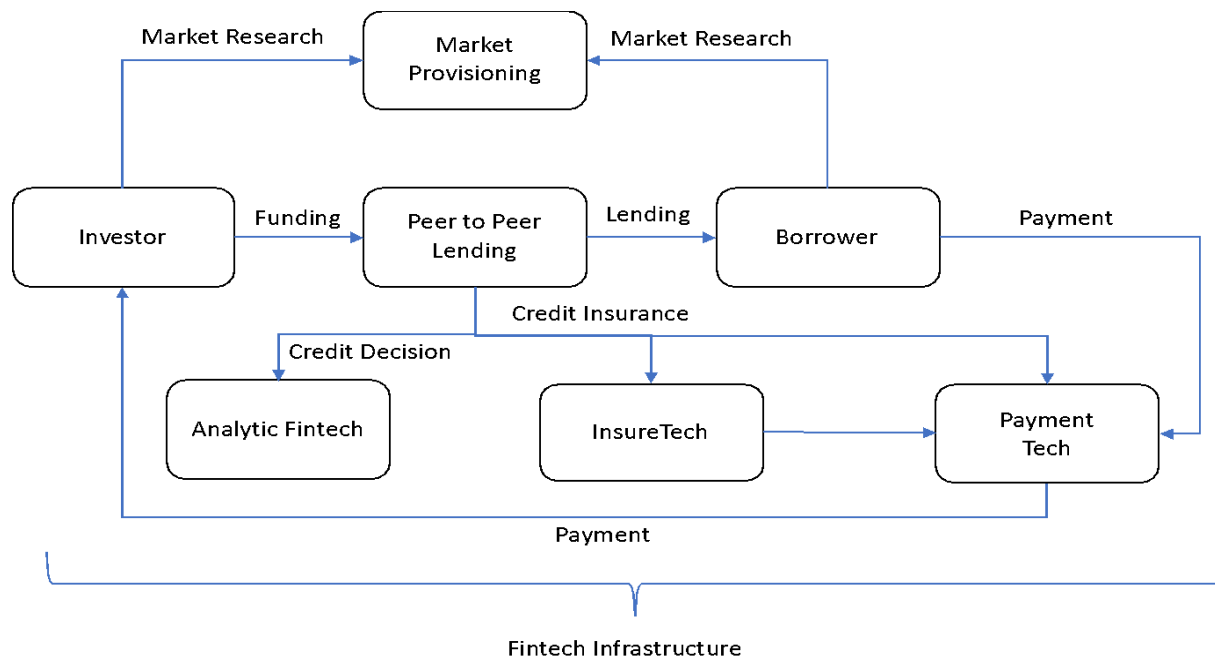 Market Research
Market
Provisioning
Market Research
Investor
Funding
Peer to Peer
Lending
Lending
Borrower
Payment
Credit Insurance
Credit Decision
Analytic Fintech
InsureTech
Payment
Tech
Payment
Fintech Infrastructure